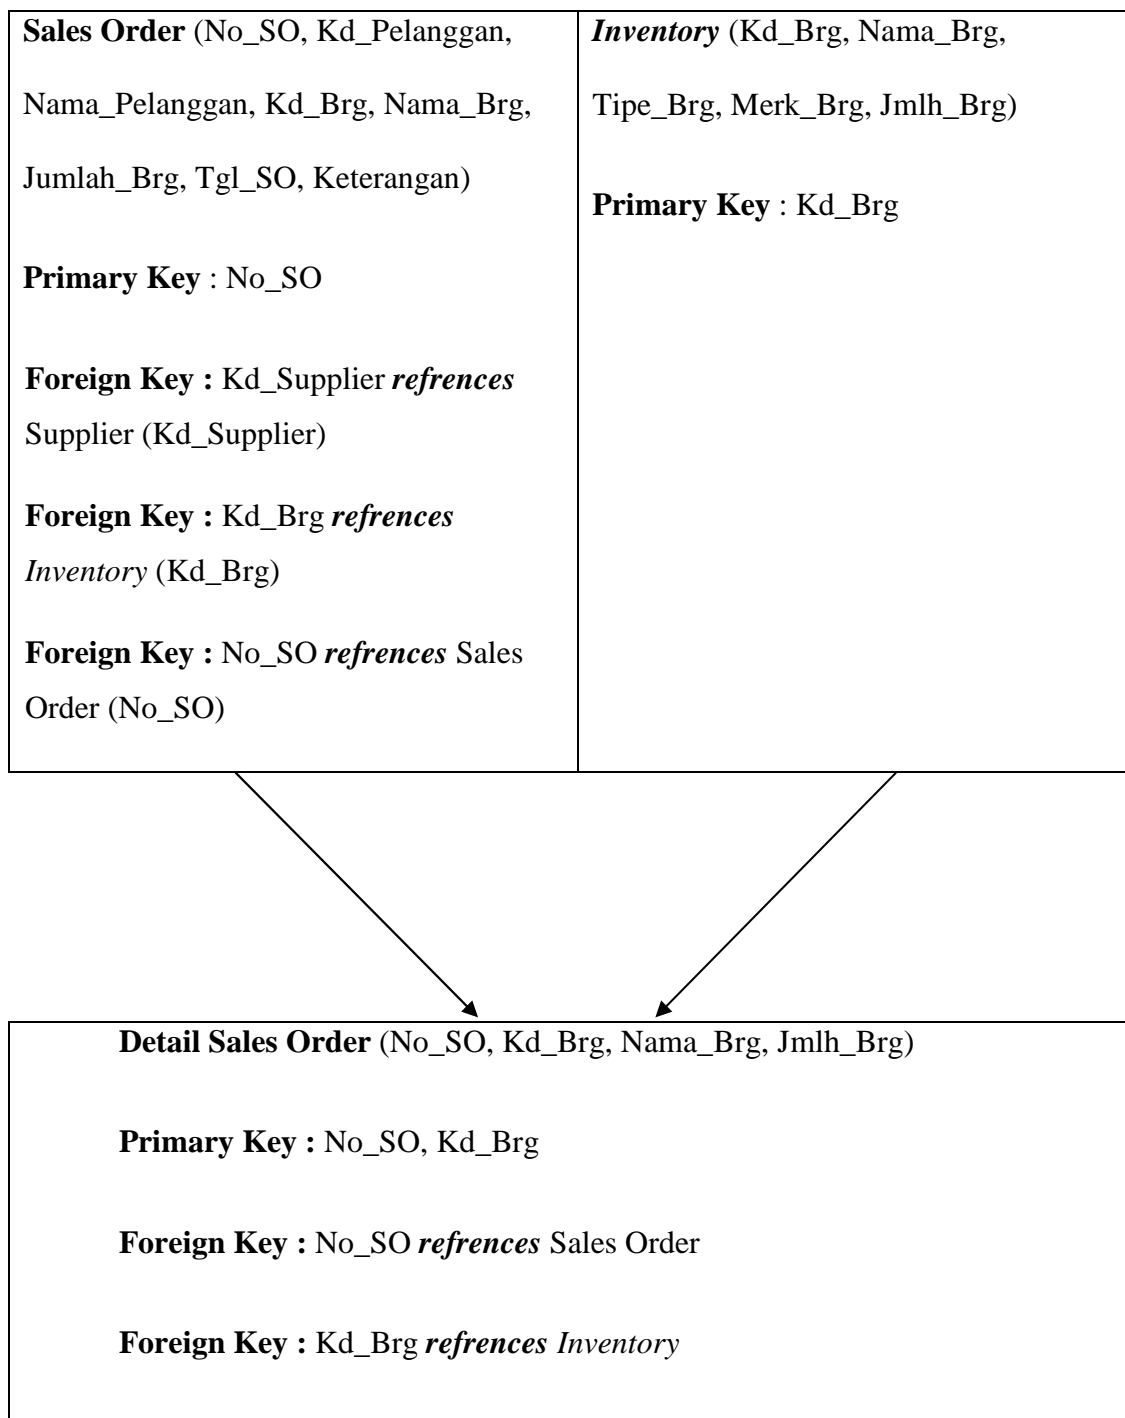 Sales Order (No_SO, Kd_Pelanggan,
Nama_Pelanggan, Kd_Brg, Nama_Brg,
Jumlah_Brg, Tgl_SO, Keterangan)
Primary Key : No_SO
Foreign Key : Kd_Supplier refrences
Supplier (Kd_Supplier)
Foreign Key : Kd_Brg refrences
Inventory (Kd_Brg)
Foreign Key : No_SO refrences Sales
Order (No_SO)
Inventory (Kd_Brg, Nama_Brg,
Tipe_Brg, Merk_Brg, Jmlh_Brg)
Primary Key : Kd_Brg
Detail Sales Order (No_SO, Kd_Brg, Nama_Brg, Jmlh_Brg)
Primary Key : No_SO, Kd_Brg
Foreign Key : No_SO refrences Sales Order
Foreign Key : Kd_Brg refrences Inventory